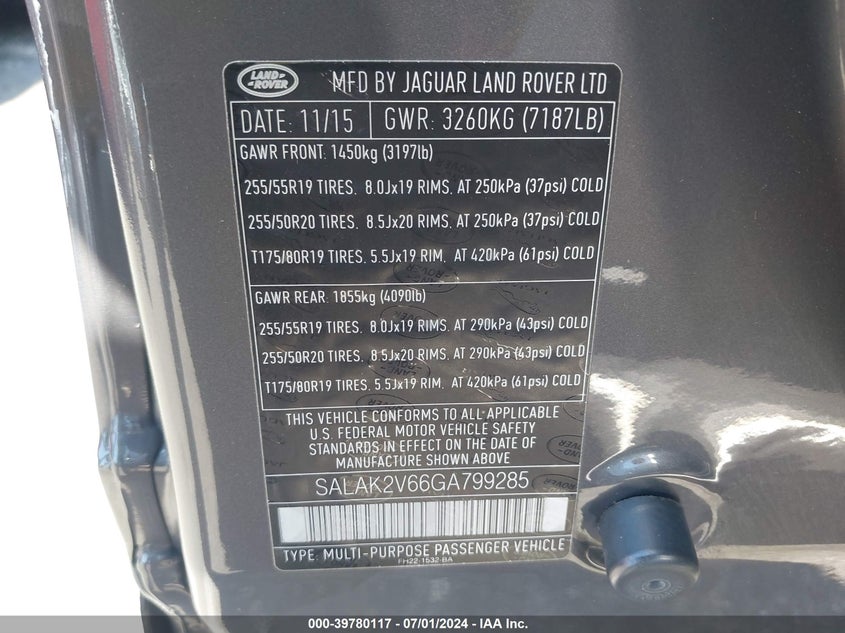 LAND ROVER
MFD BY JAGUAR LAND ROVER LTD
DATE: 11/15 GWR: 3260KG (7187LB)
GAWR FRONT: 1450kg (3197lb)
255/55R19 TIRES. 8.0Jx19 RIMS, AT 250kPa (37psi) COLD
255/50R20 TIRES. 8.5Jx20 RIMS, AT 250kPa (37psi) COLD
T175/80R19 TIRES. 5.5Jx19 RIM, AT 420kPa (61psi) COLD
GAWR REAR: 1855kg (4090lb)
255/55R19 TIRES. 8.0Jx19 RIMS, AT 290kPa (43psi) COLD
255/50R20 TIRES. 8.5Jx20 RIMS, AT 290kPa (43psi) COLD
T175/80R19 TIRES. 5.5Jx19 RIM, AT 420kPa (61psi) COLD
THIS VEHICLE CONFORMS TO ALL APPLICABLE
U.S. FEDERAL MOTOR VEHICLE SAFETY
STANDARDS IN EFFECT ON THE DATE OF
MANUFACTURE SHOWN ABOVE
SALAK2V66GA799285
TYPE: MULTI-PURPOSE PASSENGER VEHICLE
FH22-1532-BA
000-39780117 - 07/01/2024 - IAA Inc.